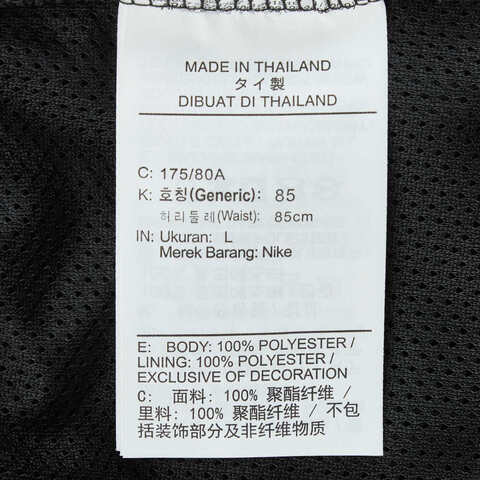 MADE IN THAILAND
タイ製
DIBUAT DI THAILAND
C: 175/80A
K: 호칭(Generic): 85
허리둘레(Waist): 85cm
IN: Ukuran: L
Merek Barang: Nike
E: BODY: 100% POLYESTER /
LINING: 100% POLYESTER /
EXCLUSIVE OF DECORATION
C: 面料: 100% 聚酯纤维 /
里料: 100% 聚酯纤维 / 不包
括装饰部分及非纤维物质